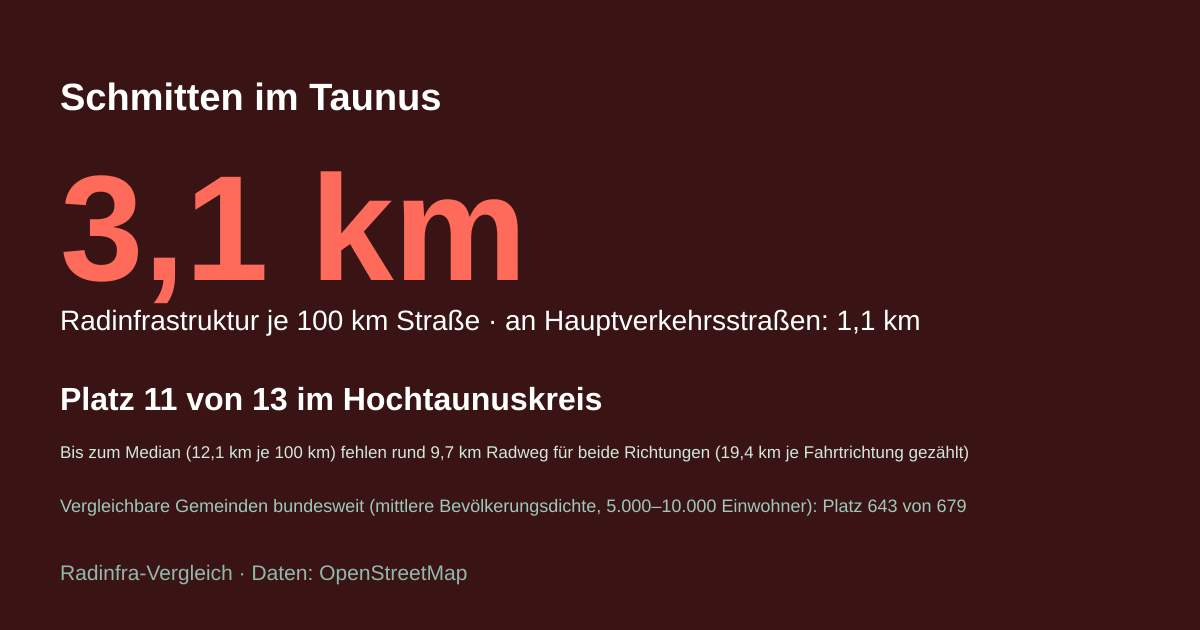 Schmitten im Taunus
3,1 km
Radinfrastruktur je 100 km Straße · an Hauptverkehrsstraßen: 1,1 km
Platz 11 von 13 im Hochtaunuskreis
Bis zum Median (12,1 km je 100 km) fehlen rund 9,7 km Radweg für beide Richtungen (19,4 km je Fahrtrichtung gezählt)
Vergleichbare Gemeinden bundesweit (mittlere Bevölkerungsdichte, 5.000–10.000 Einwohner): Platz 643 von 679
Radinfra-Vergleich · Daten: OpenStreetMap